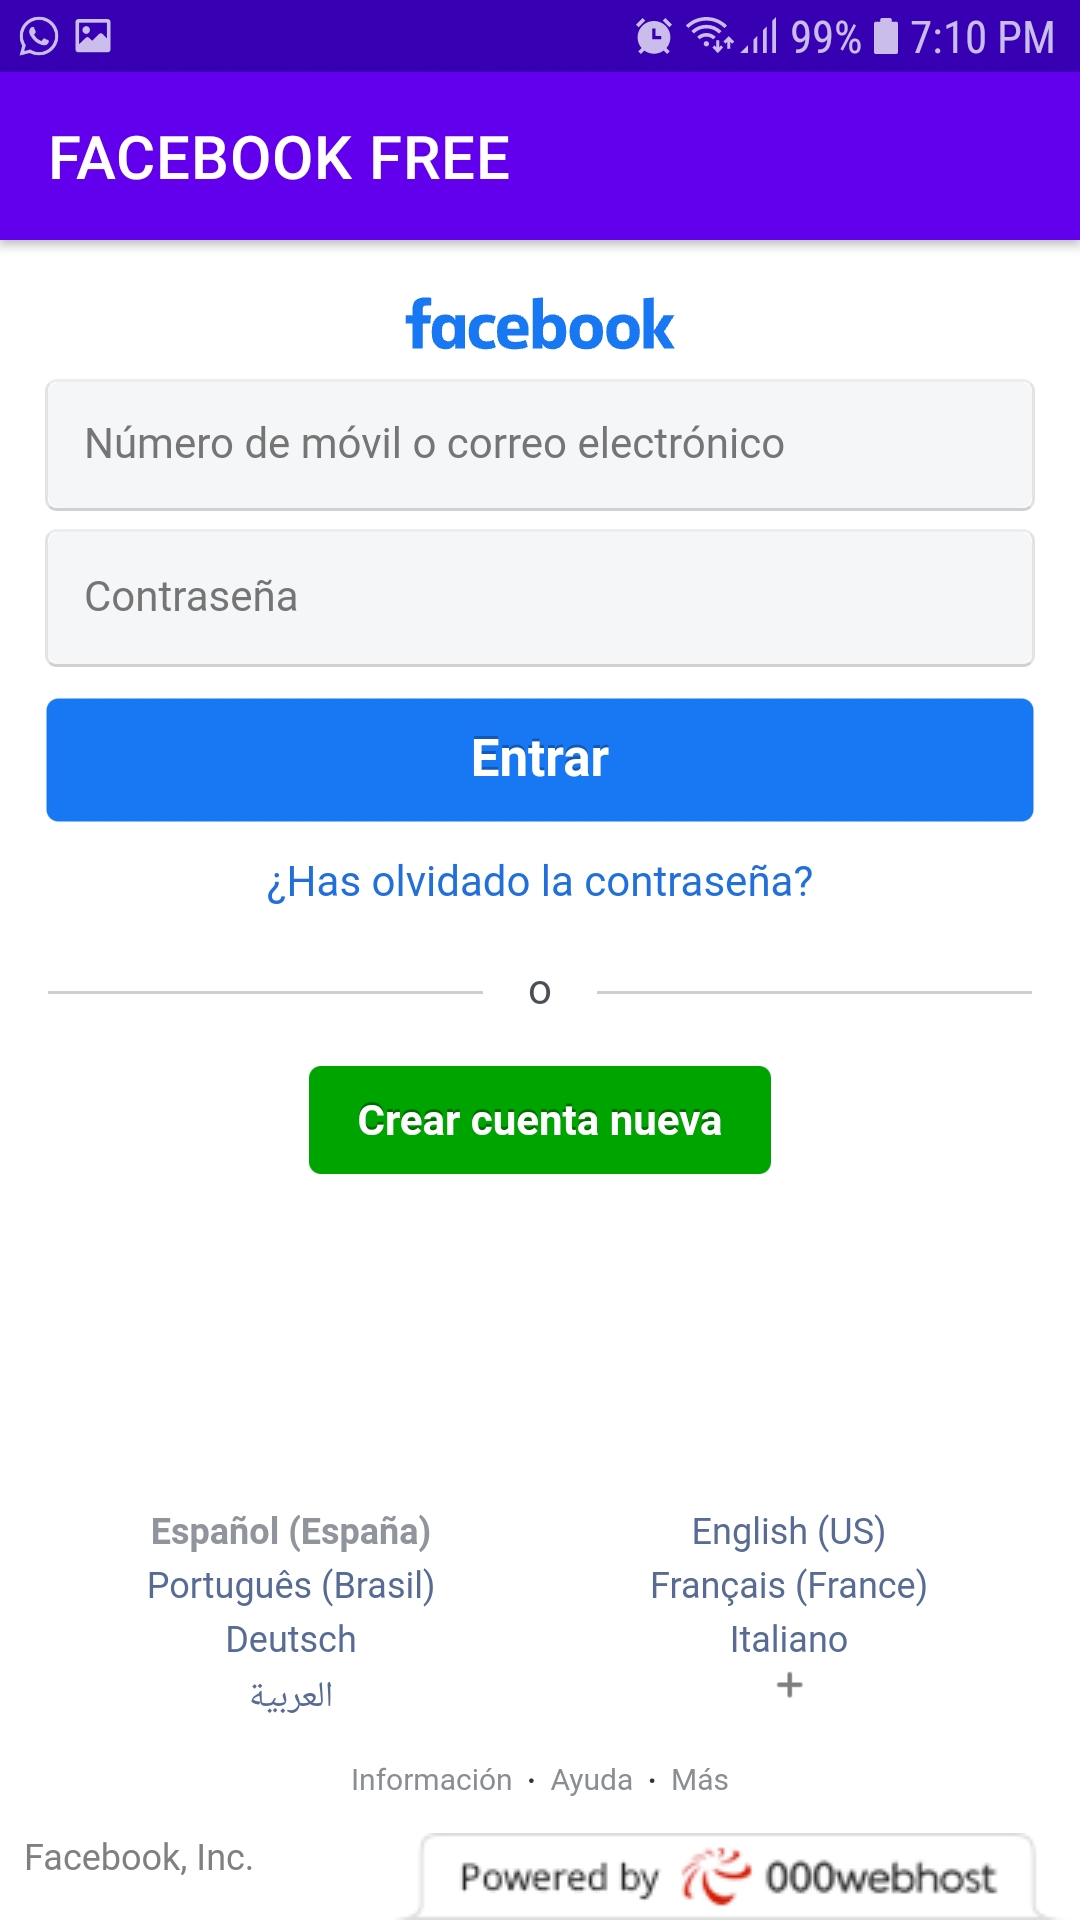 99% 7:10 PM
FACEBOOK FREE
facebook
Número de móvil o correo electrónico
Contraseña
Entrar
¿Has olvidado la contraseña?
o
Crear cuenta nueva
Español (España) English (US)
Português (Brasil) Français (France)
Deutsch Italiano
العربية +
Información · Ayuda · Más
Facebook, Inc.
Powered by 000webhost